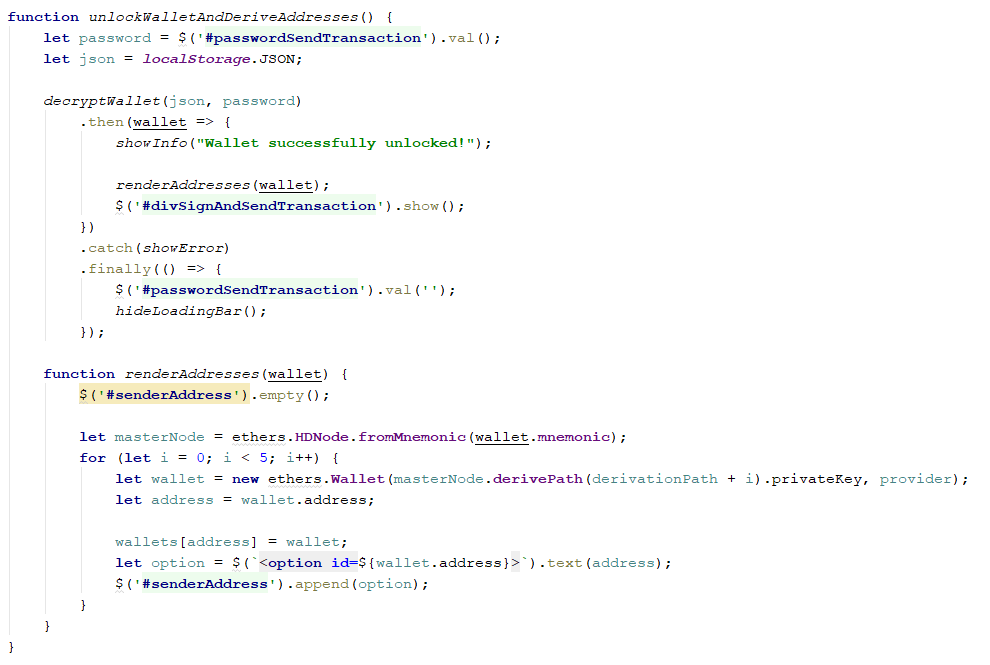 function unlockWalletAndDeriveAddresses() {
    let password = $('#passwordSendTransaction').val();
    let json = localStorage.JSON;

    decryptWallet(json, password)
        .then(wallet => {
            showInfo("Wallet successfully unlocked!");

            renderAddresses(wallet);
            $('#divSignAndSendTransaction').show();
        })
        .catch(showError)
        .finally(() => {
            $('#passwordSendTransaction').val('');
            hideLoadingBar();
        });

    function renderAddresses(wallet) {
        $('#senderAddress').empty();

        let masterNode = ethers.HDNode.fromMnemonic(wallet.mnemonic);
        for (let i = 0; i < 5; i++) {
            let wallet = new ethers.Wallet(masterNode.derivePath(derivationPath + i).privateKey, provider);
            let address = wallet.address;

            wallets[address] = wallet;
            let option = $(`<option id=${wallet.address}>`).text(address);
            $('#senderAddress').append(option);
        }
    }
}